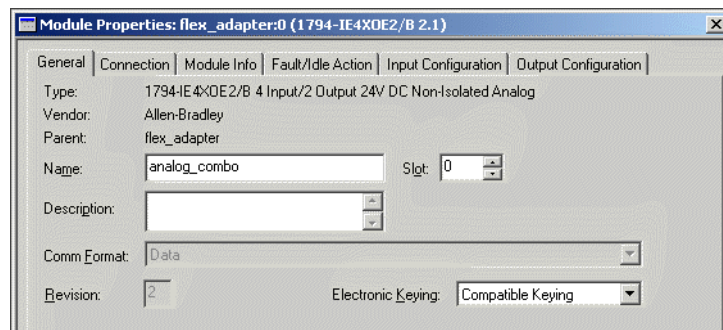 Module Properties: flex_adapter:0 (1794-IE4XOE2/B 2.1)
General Connection Module Info Fault/Idle Action Input Configuration Output Configuration
Type: 1794-IE4XOE2/B 4 Input/2 Output 24V DC Non-Isolated Analog
Vendor: Allen-Bradley
Parent: flex_adapter
Name: analog_combo Slot: 0
Description:
Comm Format: Data
Revision: 2 Electronic Keying: Compatible Keying